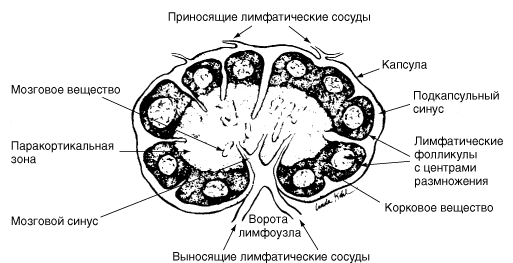 Приносящие лимфатические сосуды
Капсула
Мозговое вещество
Подкапсульный
синус
Паракортикальная
зона
Лимфатические
фолликулы
с центрами
размножения
Мозговой синус
Корковое вещество
Ворота
лимфоузла
Выносящие лимфатические сосуды